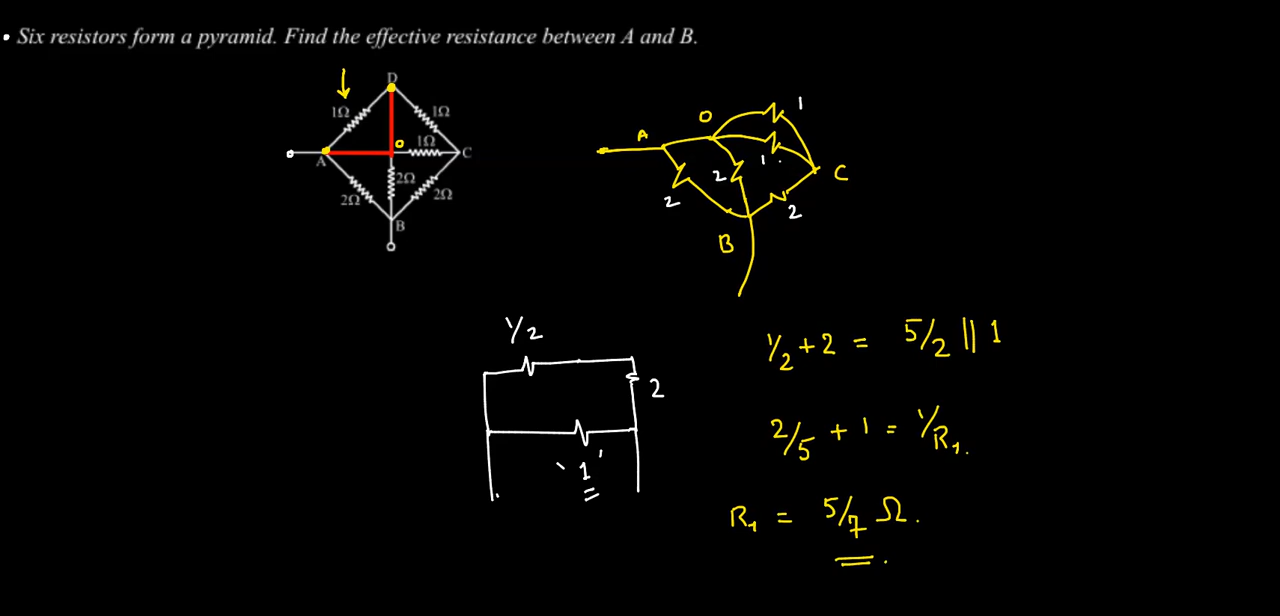 • Six resistors form a pyramid. Find the effective resistance between A and B.
D
1Ω
1Ω
O
1Ω
A
C
2Ω
2Ω
2Ω
B
1
O
A
1
2
C
2
2
B
1/2
2
1
1/2 + 2 = 5/2 || 1
2/5 + 1 = 1/R1.
R1 = 5/7 Ω.